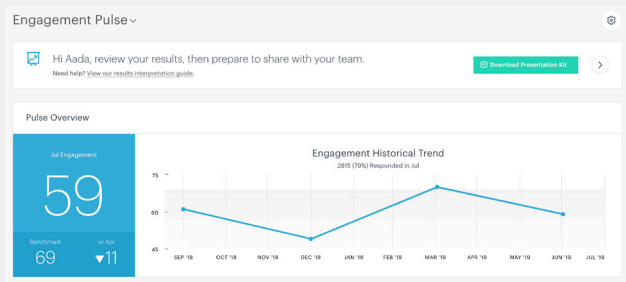 Engagement Pulse
Hi Aada, review your results, then prepare to share with your team.
Need help? View our results interpretation guide.
Download Presentation Kit
Pulse Overview
Jul Engagement
59
Benchmark
69
vs Apr
▼11
Engagement Historical Trend
2815 (79%) Responded in Jul
75
60
45
SEP '18 OCT '18 NOV '18 DEC '18 JAN '19 FEB '19 MAR '19 APR '19 MAY '19 JUN '19 JUL '19